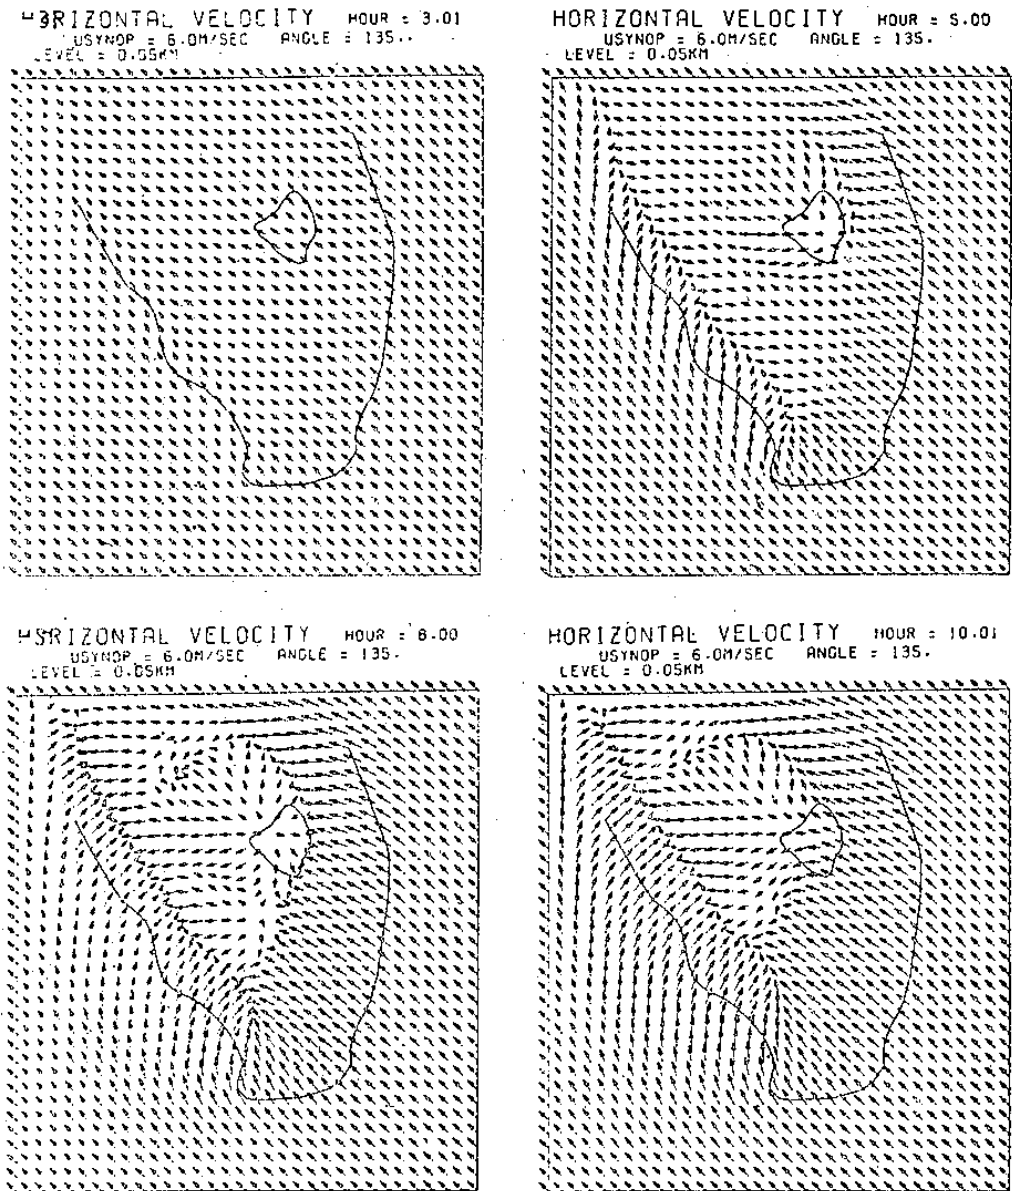 HORIZONTAL VELOCITY HOUR = 3.01
USYNOP = 6.0M/SEC ANGLE = 135.
LEVEL = 0.05KM
HORIZONTAL VELOCITY HOUR = 5.00
USYNOP = 6.0M/SEC ANGLE = 135.
LEVEL = 0.05KM
HORIZONTAL VELOCITY HOUR = 8.00
USYNOP = 6.0M/SEC ANGLE = 135.
LEVEL = 0.05KM
HORIZONTAL VELOCITY HOUR = 10.01
USYNOP = 6.0M/SEC ANGLE = 135.
LEVEL = 0.05KM